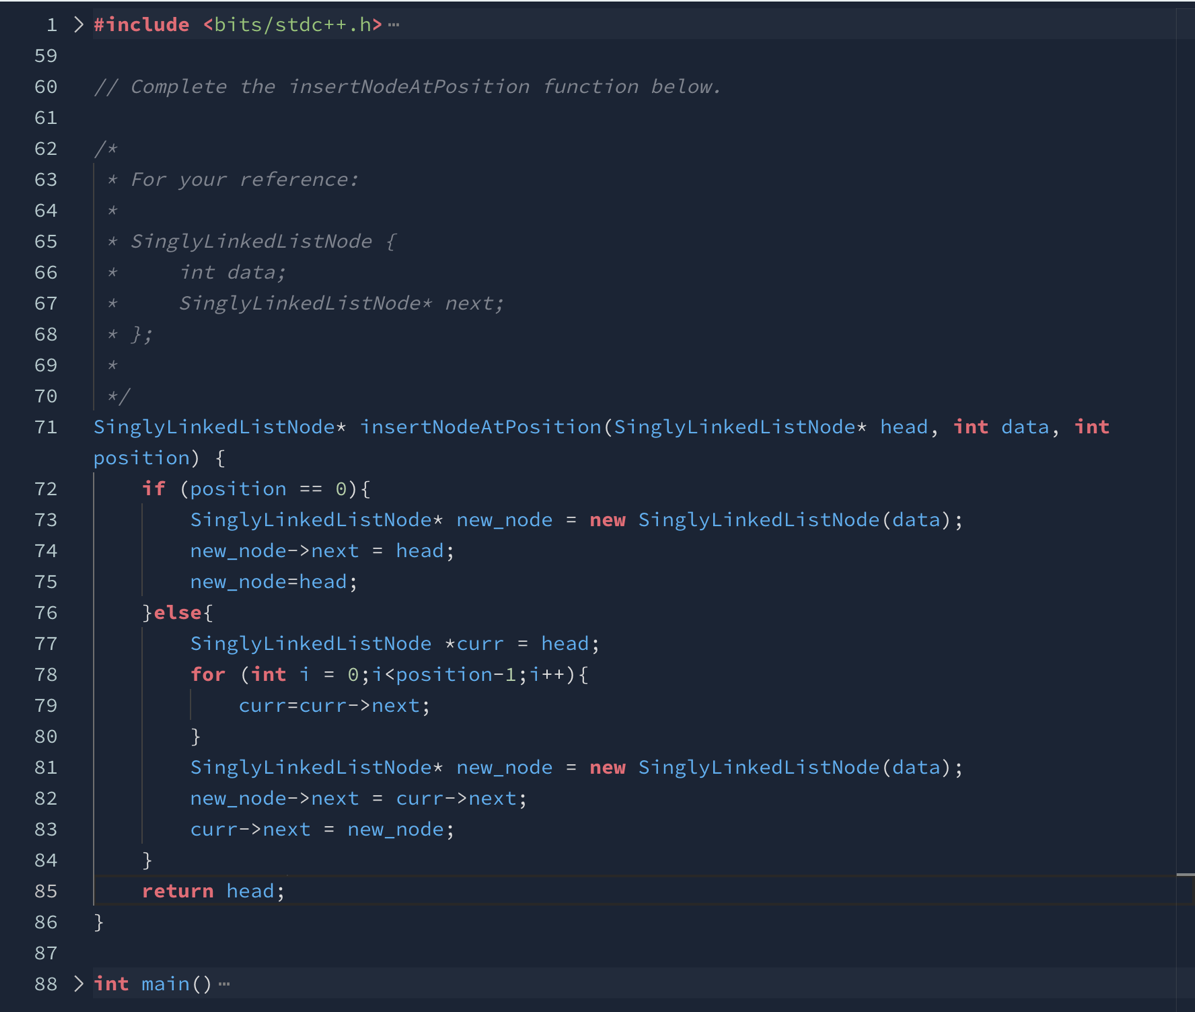 1 > #include <bits/stdc++.h> ⋯
59
60 // Complete the insertNodeAtPosition function below.
61
62 /*
63  * For your reference:
64  *
65  * SinglyLinkedListNode {
66  *     int data;
67  *     SinglyLinkedListNode* next;
68  * };
69  *
70  */
71 SinglyLinkedListNode* insertNodeAtPosition(SinglyLinkedListNode* head, int data, int
position) {
72     if (position == 0){
73         SinglyLinkedListNode* new_node = new SinglyLinkedListNode(data);
74         new_node->next = head;
75         new_node=head;
76     }else{
77         SinglyLinkedListNode *curr = head;
78         for (int i = 0;i<position-1;i++){
79             curr=curr->next;
80         }
81         SinglyLinkedListNode* new_node = new SinglyLinkedListNode(data);
82         new_node->next = curr->next;
83         curr->next = new_node;
84     }
85     return head;
86 }
87
88 > int main() ⋯